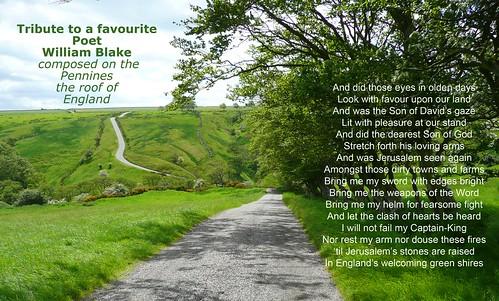 Tribute to a favourite
Poet
William Blake
composed on the
Pennines
the roof of
England
And did those eyes in olden days
Look with favour upon our land
And was the Son of David's gaze
Lit with pleasure at our stand
And did the dearest Son of God
Stretch forth his loving arms
And was Jerusalem seen again
Amongst those dirty towns and farms
Bring me my sword with edges bright
Bring me the weapons of the Word
Bring me my helm for fearsome fight
And let the clash of hearts be heard
I will not fail my Captain-King
Nor rest my arm nor douse these fires
'til Jerusalem's stones are raised
In England's welcoming green shires